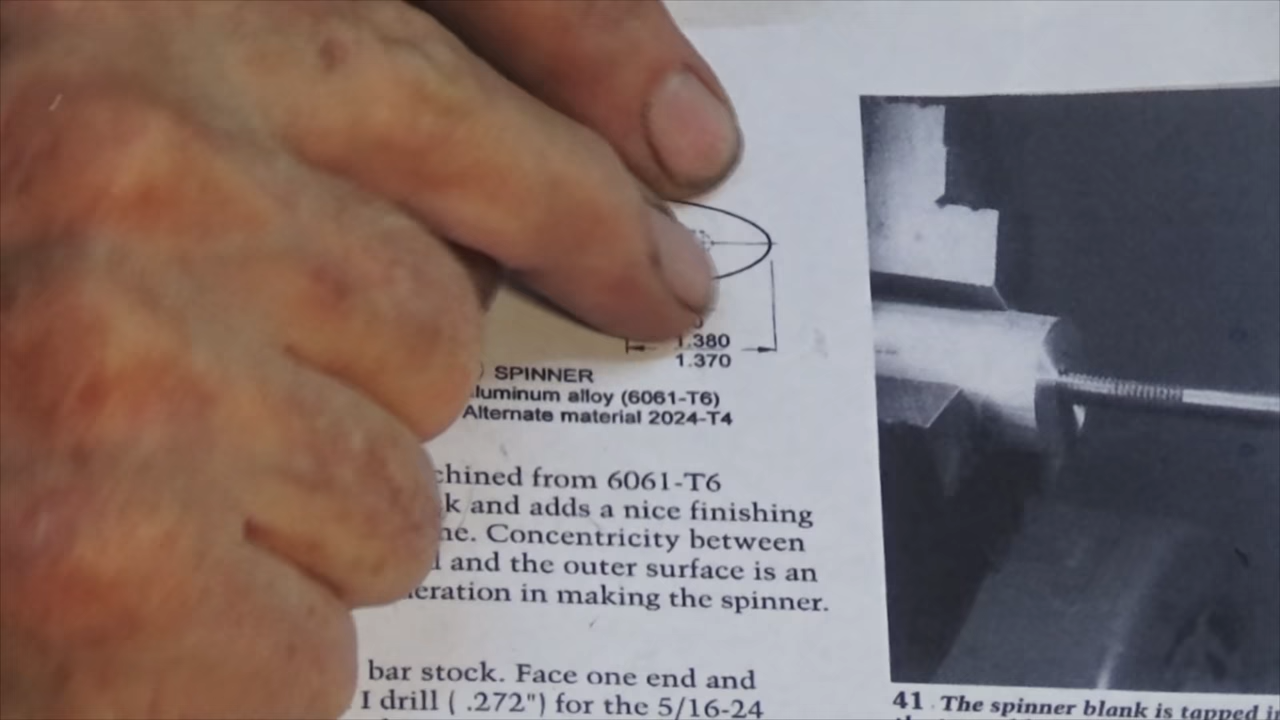 1.380
1.370
SPINNER
luminum alloy (6061-T6)
Alternate material 2024-T4
chined from 6061-T6
k and adds a nice finishing
ne. Concentricity between
and the outer surface is an
eration in making the spinner.
bar stock. Face one end and
I drill ( .272") for the 5/16-24
41 The spinner blank is tapped in